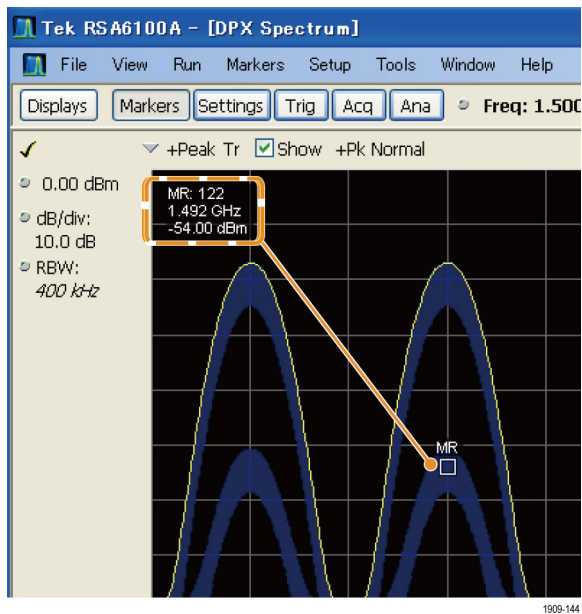 Tek RSA6100A - [DPX Spectrum]
File View Run Markers Setup Tools Window Help
Displays Markers Settings Trig Acq Ana Freq: 1.500
+Peak Tr Show +Pk Normal
0.00 dBm
dB/div:
10.0 dB
RBW:
400 kHz
MR: 122
1.492 GHz
-54.00 dBm
MR
1909-144